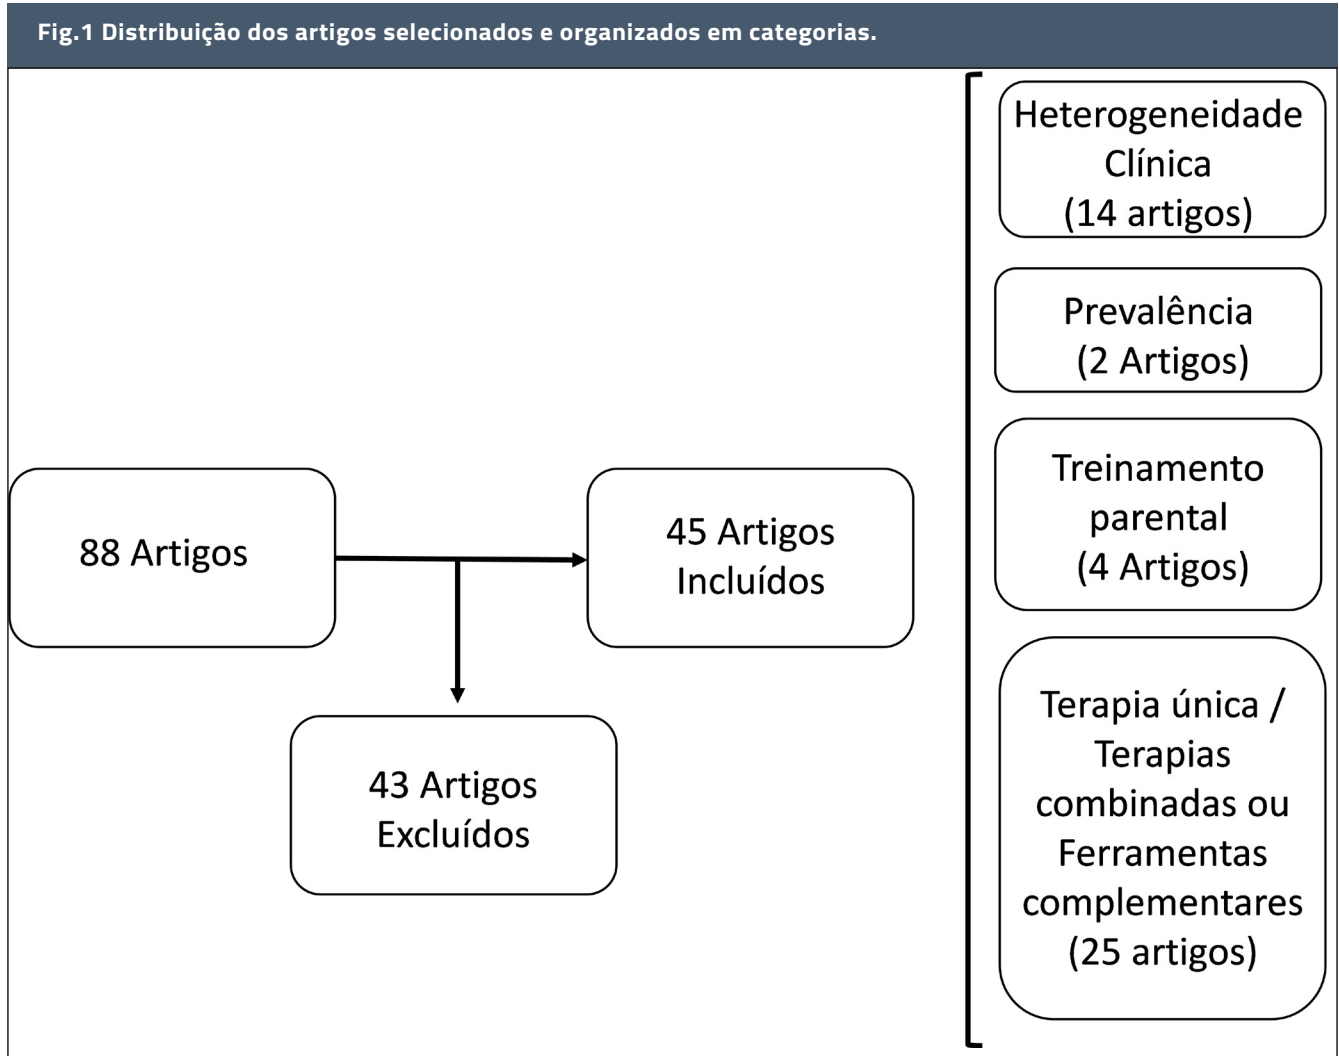 Fig.1 Distribuição dos artigos selecionados e organizados em categorias.
88 Artigos
45 Artigos
Incluídos
43 Artigos
Excluídos
Heterogeneidade
Clínica
(14 artigos)
Prevalência
(2 Artigos)
Treinamento
parental
(4 Artigos)
Terapia única /
Terapias
combinadas ou
Ferramentas
complementares
(25 artigos)